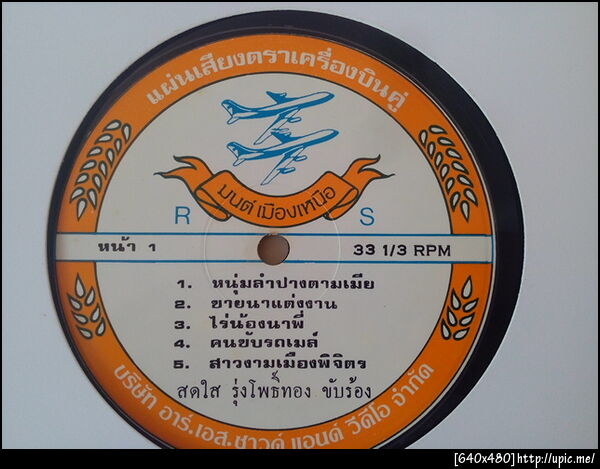 แผ่นเสียงตราเครื่องบินคู่
มนต์เมืองเหนือ
R S
หน้า 1 33 1/3 RPM
1. หนุ่มลำปางตามเมีย
2. ขายนาแต่งงาน
3. ไร่น้องนาพี่
4. คนขับรถเมล์
5. สาวงามเมืองพิจิตร
สดใส รุ่งโพธิ์ทอง ขับร้อง
บริษัท อาร์.เอส.ซาวด์ แอนด์ วีดีโอ จำกัด
[640x480]http://upic.me/